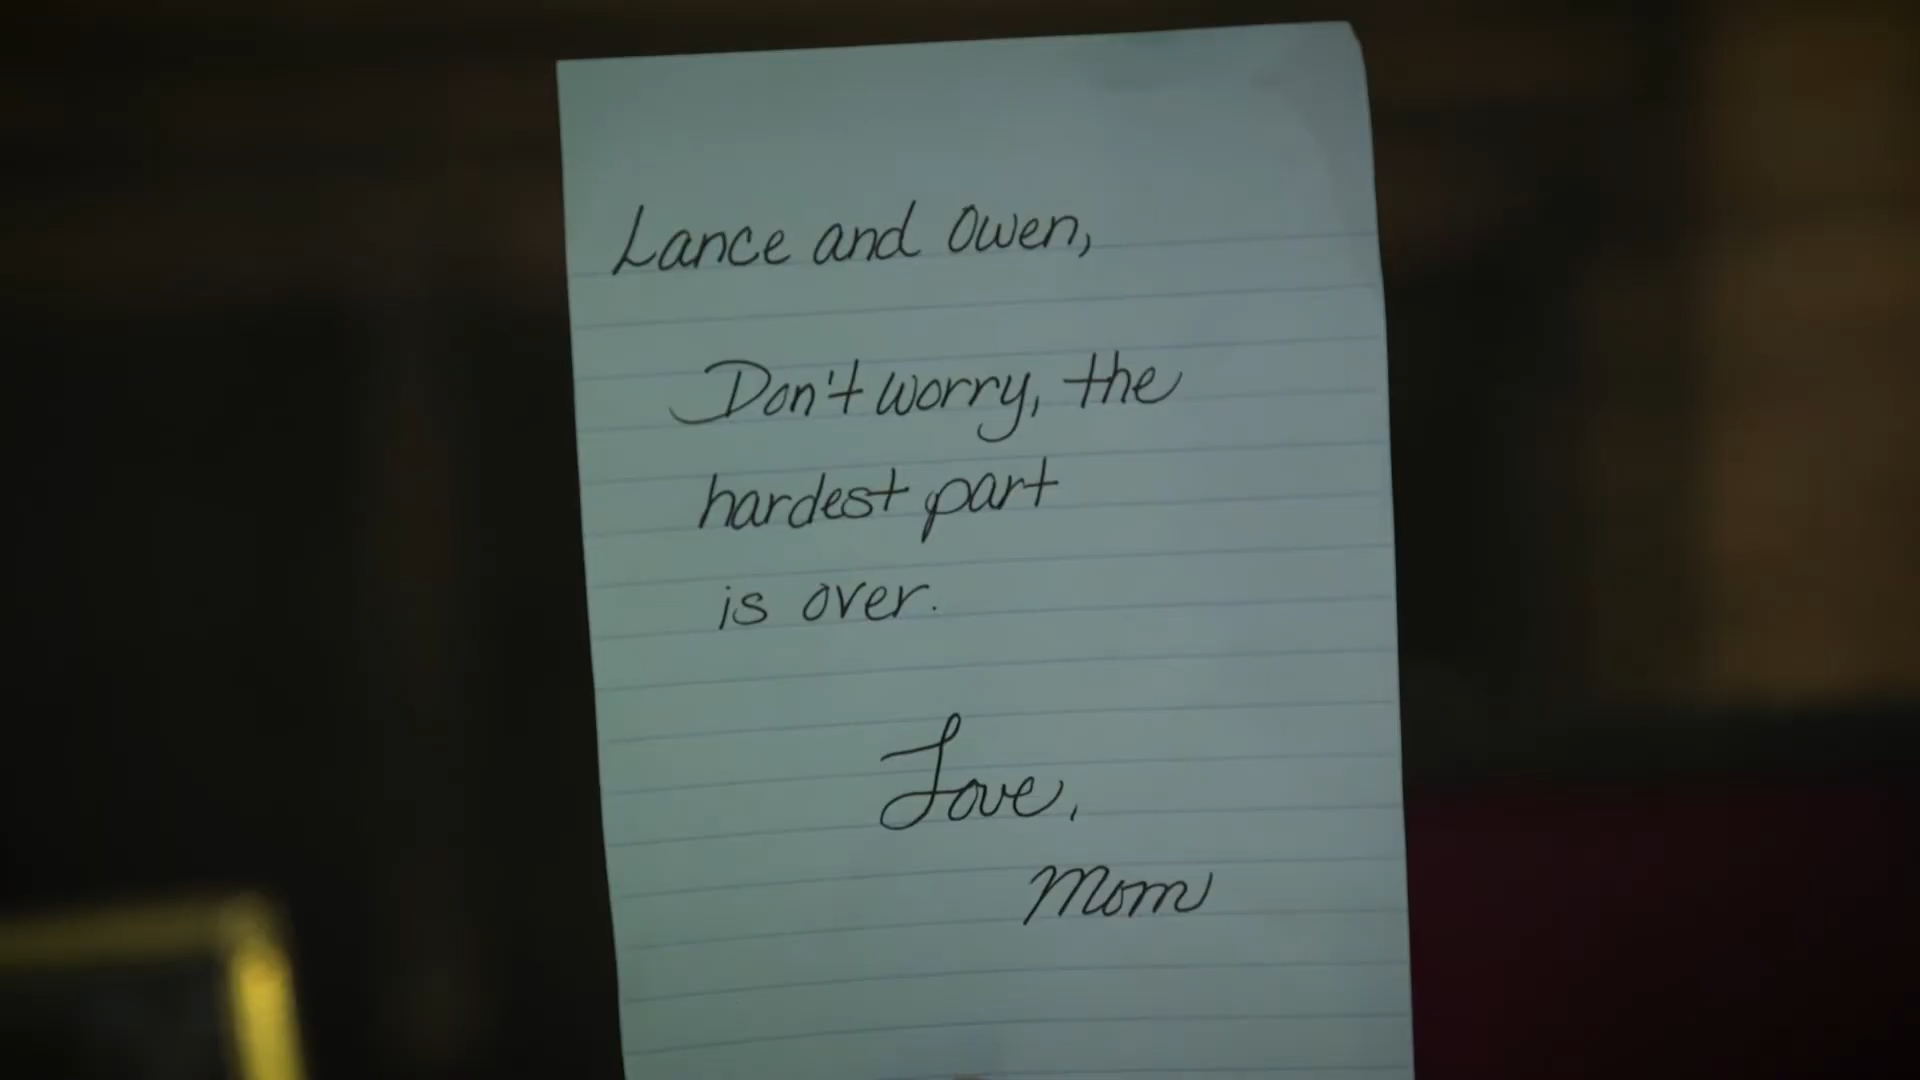 Lance and Owen,
Don't worry, the
hardest part
is over.
Love,
Mom